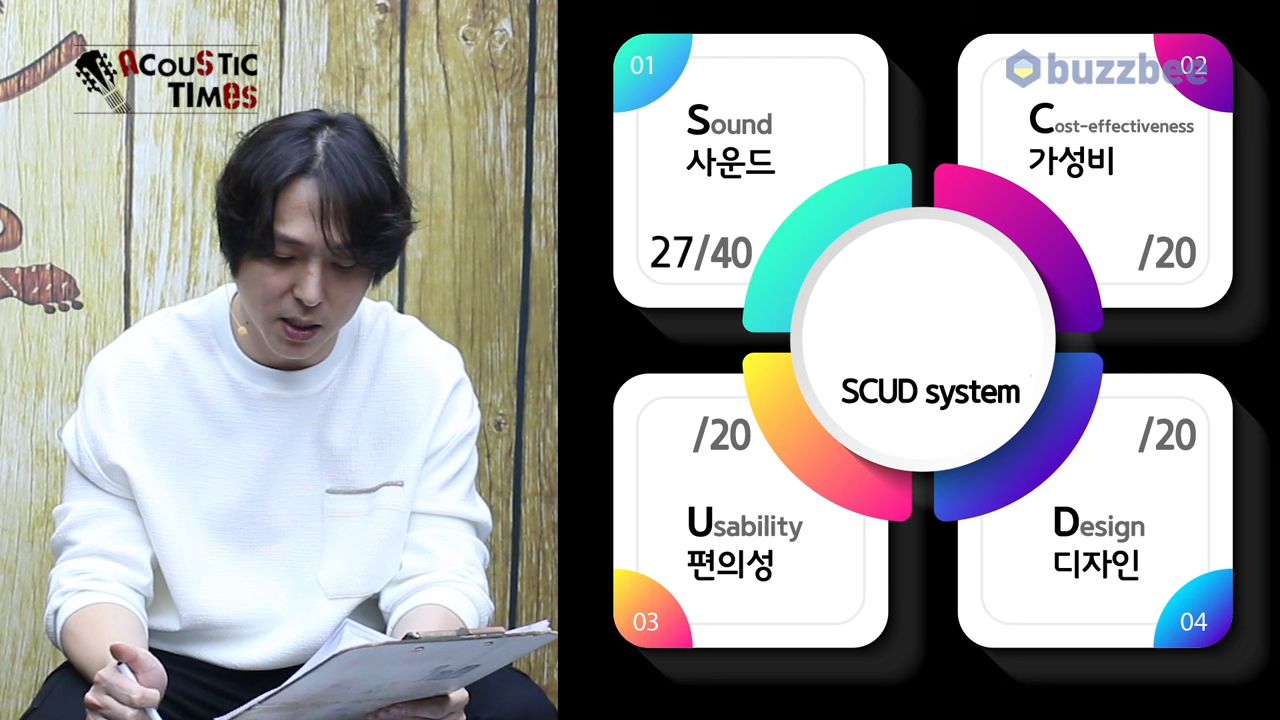 AcouStic
TIMes
buzzbee
01
Sound
사운드
27/40
02
Cost-effectiveness
가성비
/20
SCUD system
/20
Usability
편의성
03
/20
Design
디자인
04